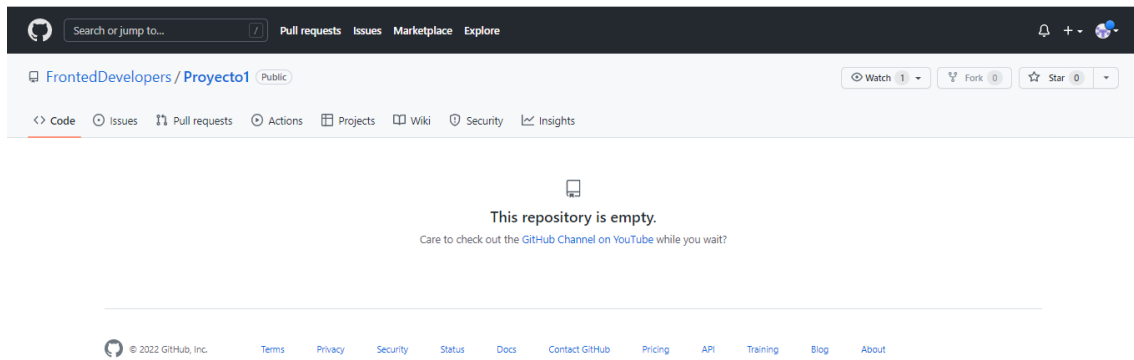 Search or jump to... / Pull requests Issues Marketplace Explore
FrontedDevelopers / Proyecto1 Public Watch 1 Fork 0 Star 0
Code Issues Pull requests Actions Projects Wiki Security Insights
This repository is empty.
Care to check out the GitHub Channel on YouTube while you wait?
© 2022 GitHub, Inc. Terms Privacy Security Status Docs Contact GitHub Pricing API Training Blog About